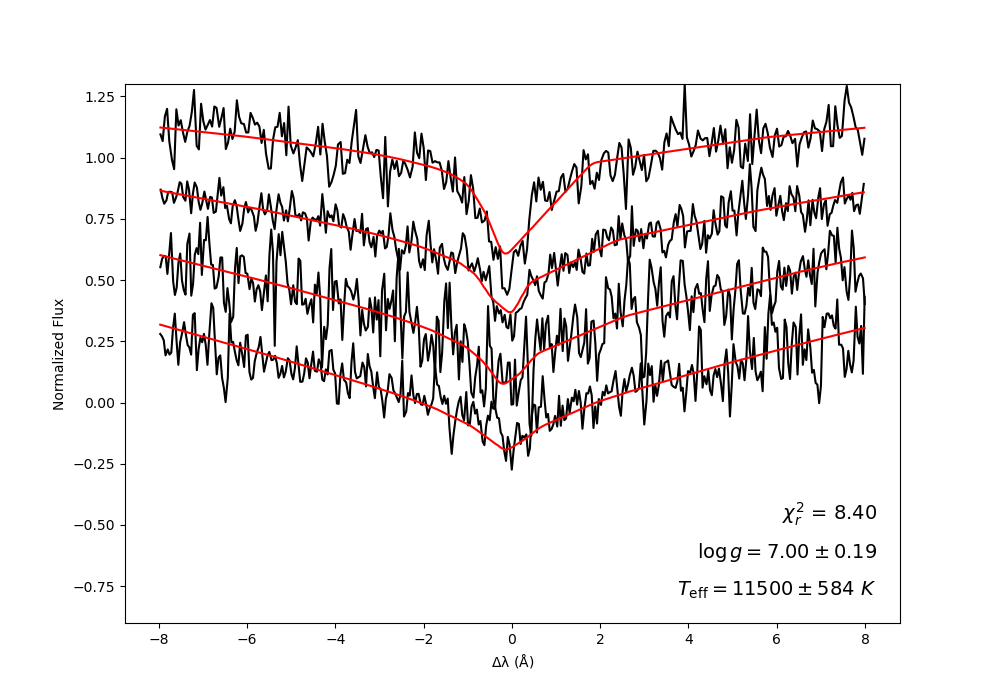 1.25
1.00
0.75
0.50
0.25
0.00
−0.25
−0.50
−0.75
Normalized Flux
χ²ᵣ = 8.40
log g = 7.00 ± 0.19
T_eff = 11500 ± 584 K
−8 −6 −4 −2 0 2 4 6 8
Δλ (Å)